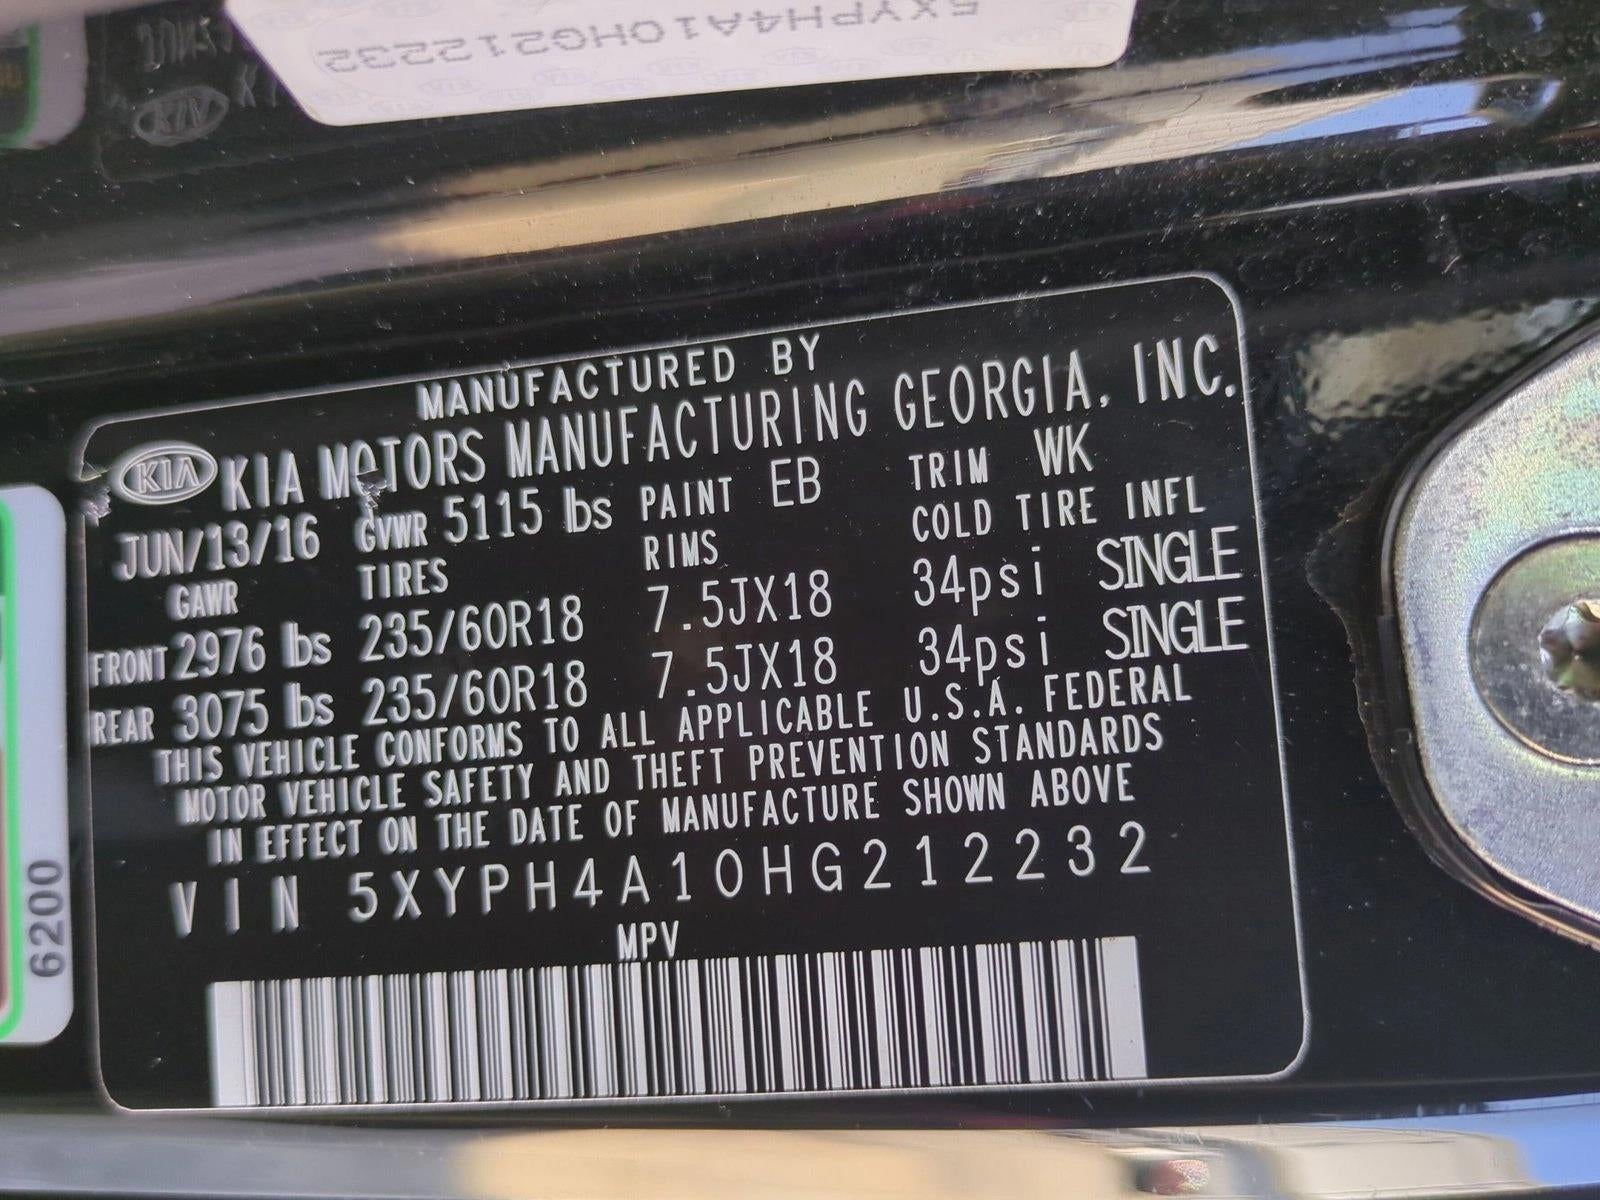 5XYPH4A10HG212232
KIA
MANUFACTURED BY
KIA KIA MOTORS MANUFACTURING GEORGIA, INC.
JUN/13/16 GVWR 5115 lbs PAINT EB TRIM WK
GAWR TIRES RIMS COLD TIRE INFL
FRONT 2976 lbs 235/60R18 7.5JX18 34psi SINGLE
REAR 3075 lbs 235/60R18 7.5JX18 34psi SINGLE
THIS VEHICLE CONFORMS TO ALL APPLICABLE U.S.A. FEDERAL
MOTOR VEHICLE SAFETY AND THEFT PREVENTION STANDARDS
IN EFFECT ON THE DATE OF MANUFACTURE SHOWN ABOVE
VIN 5XYPH4A10HG212232
MPV
6200